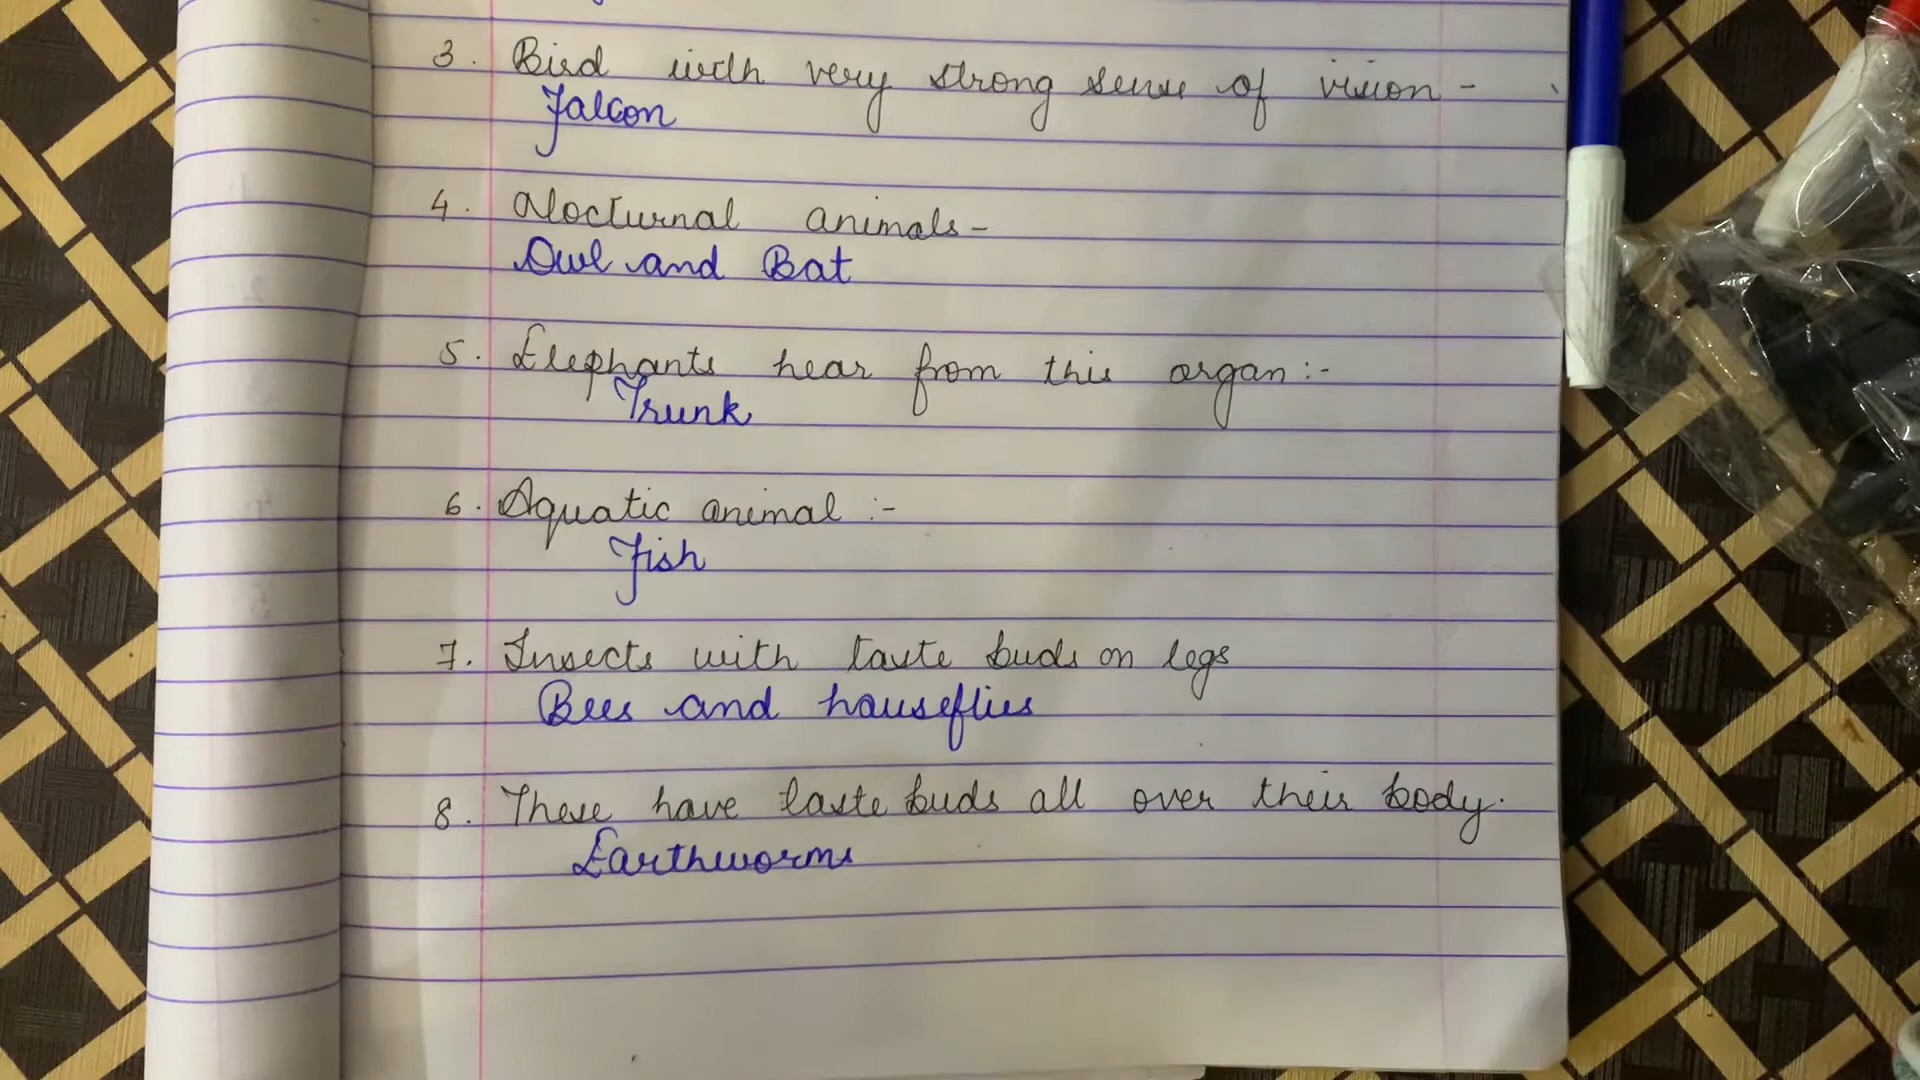 3. Bird with very strong sense of vision -
Falcon
4. Nocturnal animals -
Owl and Bat
5. Elephants hear from this organ :-
Trunk
6. Aquatic animal :-
Fish
7. Insects with taste buds on legs
Bees and houseflies
8. These have taste buds all over their body.
Earthworms